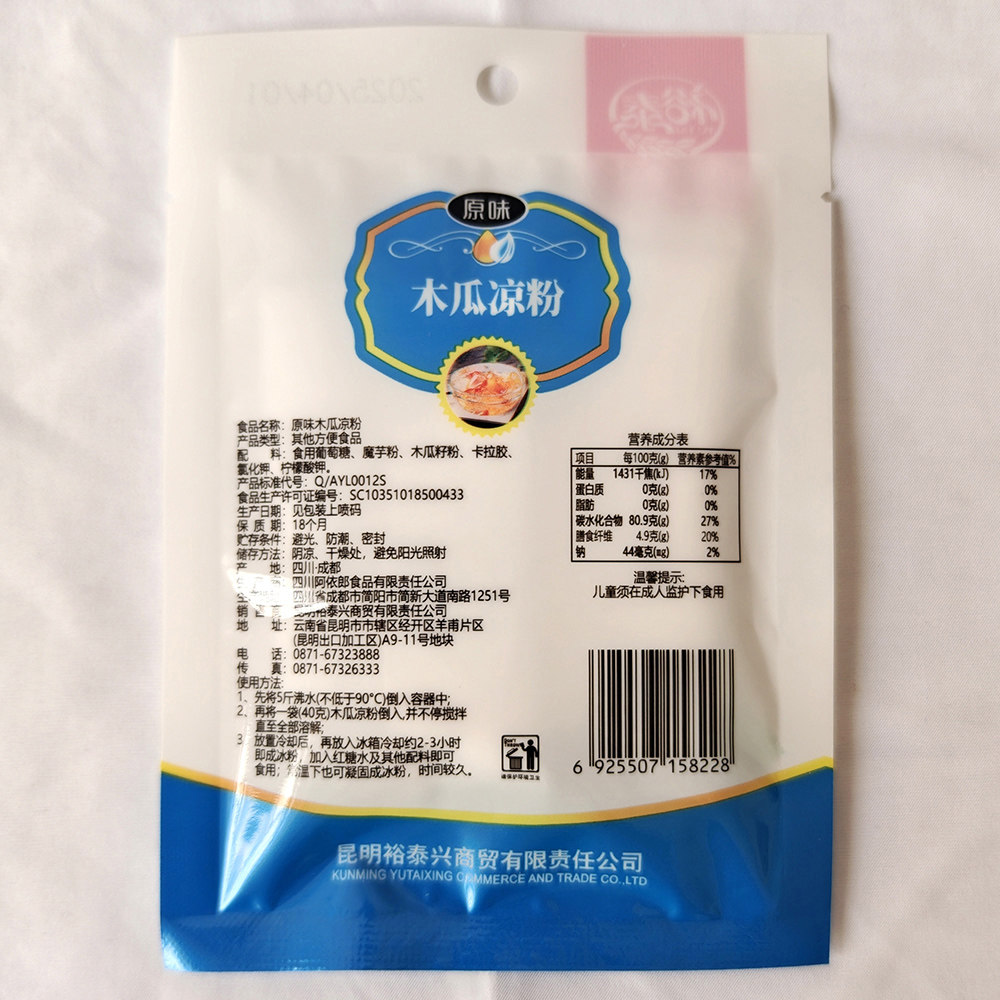 2025/04/01
裕泰
原味
木瓜凉粉
食品名称：原味木瓜凉粉
产品类型：其他方便食品
配 料：食用葡萄糖、魔芋粉、木瓜籽粉、卡拉胶、
氯化钾、柠檬酸钾。
产品标准代号：Q/AYL0012S
食品生产许可证编号：SC10351018500433
生产日期：见包装上喷码
保 质 期：18个月
贮存条件：避光、防潮、密封
储存方法：阴凉、干燥处，避免阳光照射
产 地：四川·成都
四川阿依郎食品有限责任公司
四川省成都市简阳市简新大道南路1251号
销 昆明裕泰兴商贸有限责任公司
地 址：云南省昆明市市辖区经开区羊甫片区
(昆明出口加工区)A9-11号地块
电 话：0871-67323888
传 真：0871-67326333
使用方法:
1、先将5斤沸水(不低于90°C)倒入容器中;
2、再将一袋(40克)木瓜凉粉倒入,并不停搅拌
直至全部溶解;
3、放置冷却后，再放入冰箱冷却约2-3小时
即成冰粉，加入红糖水及其他配料即可
食用；常温下也可凝固成冰粉，时间较久。
营养成分表
项目 每100克(g) 营养素参考值%
能量 1431千焦(kJ) 17%
蛋白质 0克(g) 0%
脂肪 0克(g) 0%
碳水化合物 80.9克(g) 27%
膳食纤维 4.9克(g) 20%
钠 44毫克(mg) 2%
温馨提示:
儿童须在成人监护下食用
Don't
Throw
请保护环境卫生
6 925507 158228
昆明裕泰兴商贸有限责任公司
KUNMING YUTAIXING COMMERCE AND TRADE CO.,LTD